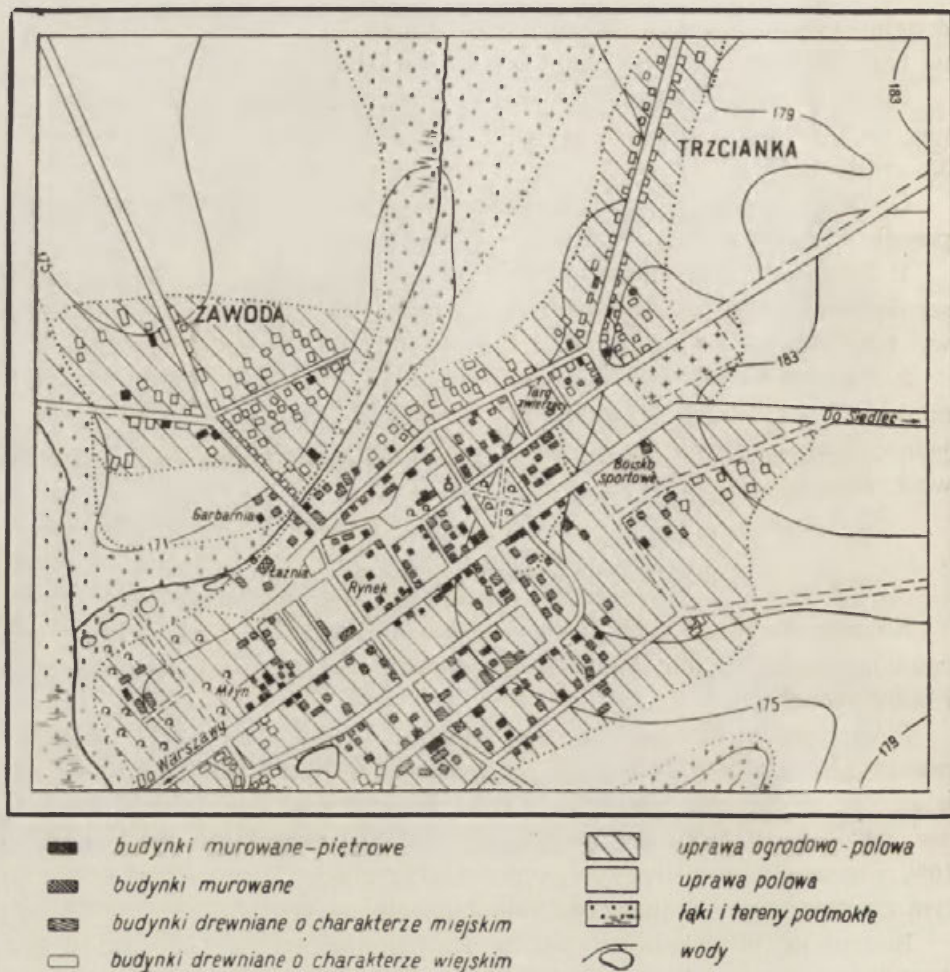 179
183
TRZCIANKA
175
ZAWODA
Targ
zwierzęcy
183
Do Siedlec
Boisko
sportowe
Garbarnia
171
Łaźnia
Rynek
Młyn
Do Warszawy
175
179
budynki murowane-piętrowe
budynki murowane
budynki drewniane o charakterze miejskim
budynki drewniane o charakterze wiejskim
uprawa ogrodowo-polowa
uprawa polowa
łąki i tereny podmokłe
wody